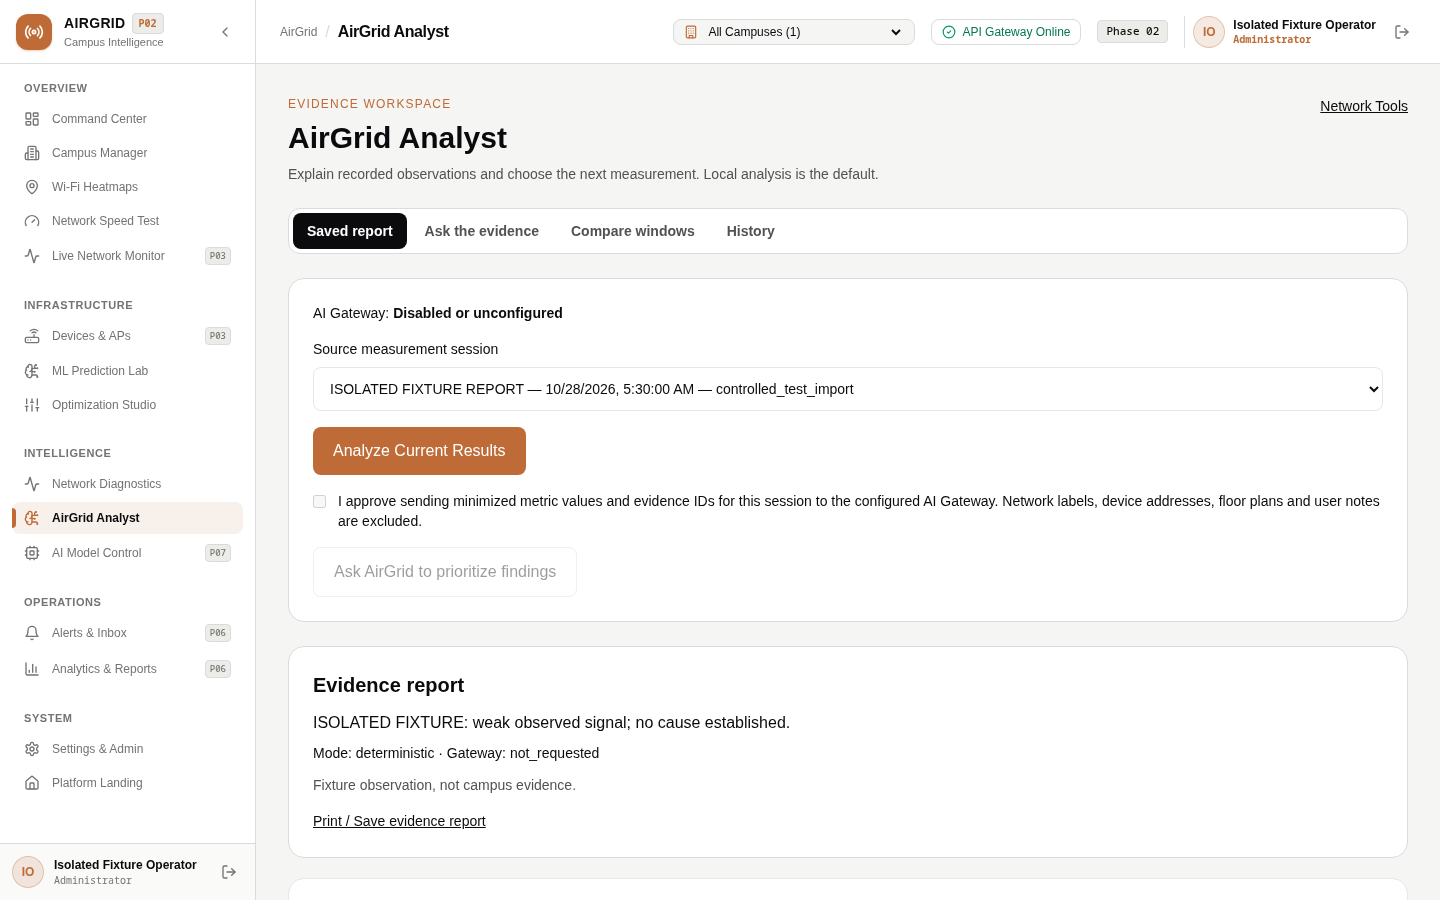 AIRGRID P02
Campus Intelligence
OVERVIEW
Command Center
Campus Manager
Wi-Fi Heatmaps
Network Speed Test
Live Network Monitor P03
INFRASTRUCTURE
Devices & APs P03
ML Prediction Lab
Optimization Studio
INTELLIGENCE
Network Diagnostics
AirGrid Analyst
AI Model Control P07
OPERATIONS
Alerts & Inbox P06
Analytics & Reports P06
SYSTEM
Settings & Admin
Platform Landing
IO Isolated Fixture Operator
Administrator
AirGrid / AirGrid Analyst
All Campuses (1)
API Gateway Online
Phase 02
IO Isolated Fixture Operator
Administrator
EVIDENCE WORKSPACE
Network Tools
AirGrid Analyst
Explain recorded observations and choose the next measurement. Local analysis is the default.
Saved report Ask the evidence Compare windows History
AI Gateway: Disabled or unconfigured
Source measurement session
ISOLATED FIXTURE REPORT — 10/28/2026, 5:30:00 AM — controlled_test_import
Analyze Current Results
I approve sending minimized metric values and evidence IDs for this session to the configured AI Gateway. Network labels, device addresses, floor plans and user notes
are excluded.
Ask AirGrid to prioritize findings
Evidence report
ISOLATED FIXTURE: weak observed signal; no cause established.
Mode: deterministic · Gateway: not_requested
Fixture observation, not campus evidence.
Print / Save evidence report